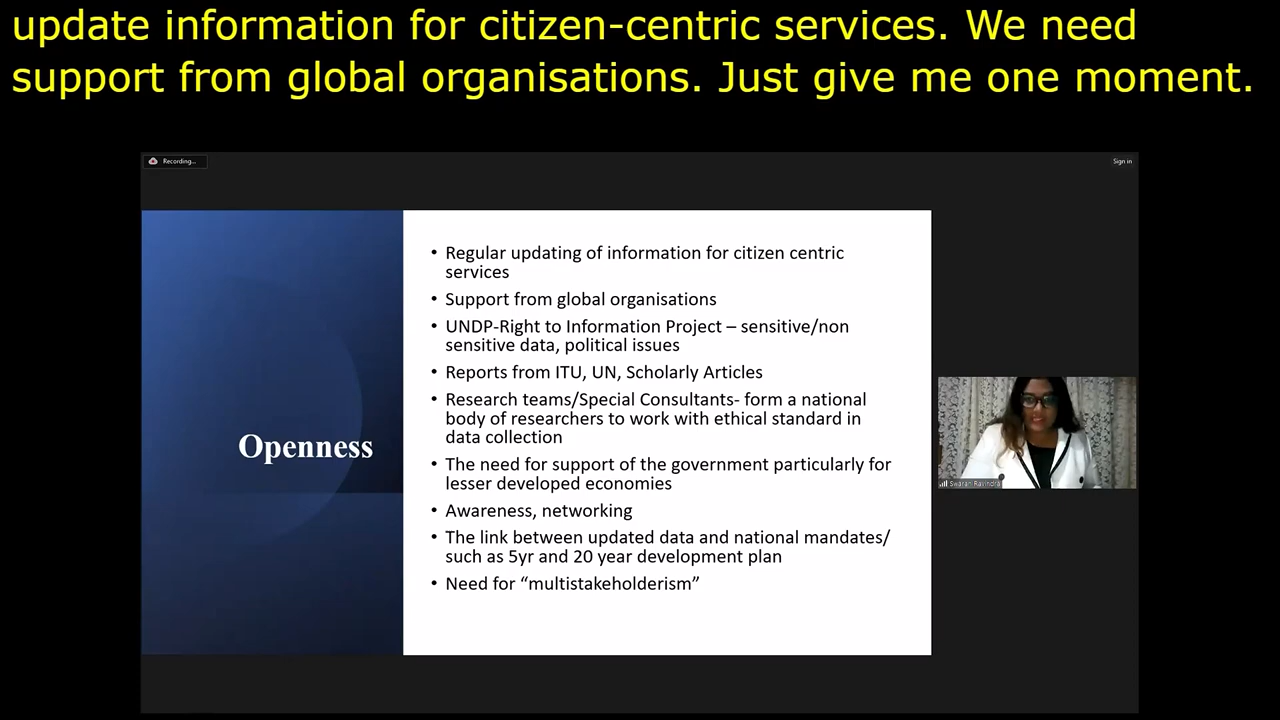 update information for citizen-centric services. We need
support from global organisations. Just give me one moment.
Recording...
Sign in
• Regular updating of information for citizen centric
services
• Support from global organisations
• UNDP-Right to Information Project – sensitive/non
sensitive data, political issues
• Reports from ITU, UN, Scholarly Articles
• Research teams/Special Consultants- form a national
body of researchers to work with ethical standard in
data collection
Openness
• The need for support of the government particularly for
lesser developed economies
• Awareness, networking
• The link between updated data and national mandates/
such as 5yr and 20 year development plan
• Need for “multistakeholderism”
Swaran Ravindra